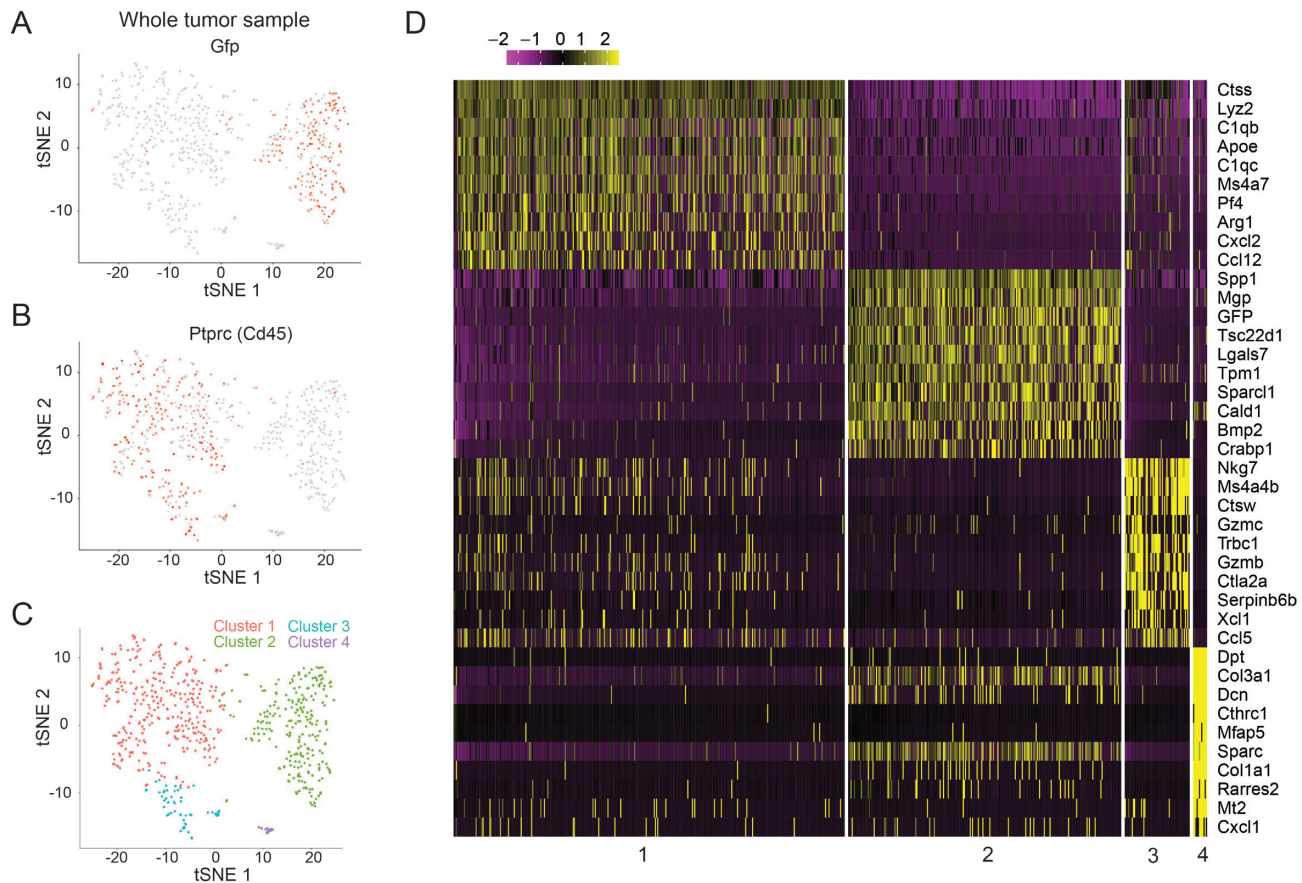 A
Whole tumor sample
Gfp
10
0
-10
tSNE 2
-20 -10 0 10 20
tSNE 1
B
Ptprc (Cd45)
10
0
-10
tSNE 2
-20 -10 0 10 20
tSNE 1
C
Cluster 1 Cluster 3
Cluster 2 Cluster 4
10
0
-10
tSNE 2
-20 -10 0 10 20
tSNE 1
D
−2 −1 0 1 2
Ctss
Lyz2
C1qb
Apoe
C1qc
Ms4a7
Pf4
Arg1
Cxcl2
Ccl12
Spp1
Mgp
GFP
Tsc22d1
Lgals7
Tpm1
Sparcl1
Cald1
Bmp2
Crabp1
Nkg7
Ms4a4b
Ctsw
Gzmc
Trbc1
Gzmb
Ctla2a
Serpinb6b
Xcl1
Ccl5
Dpt
Col3a1
Dcn
Cthrc1
Mfap5
Sparc
Col1a1
Rarres2
Mt2
Cxcl1
1 2 3 4